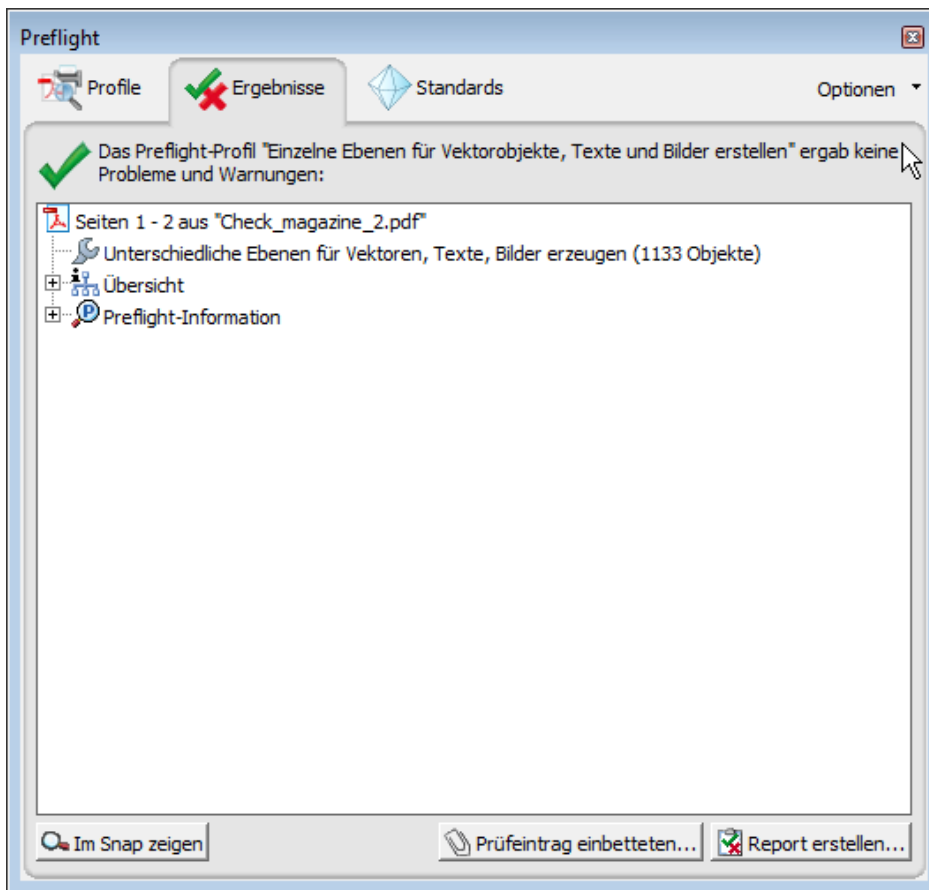 Preflight
Profile
Ergebnisse
Standards
Optionen
Das Preflight-Profil "Einzelne Ebenen für Vektorobjekte, Texte und Bilder erstellen" ergab keine
Probleme und Warnungen:
Seiten 1 - 2 aus "Check_magazine_2.pdf"
Unterschiedliche Ebenen für Vektoren, Texte, Bilder erzeugen (1133 Objekte)
Übersicht
Preflight-Information
Im Snap zeigen
Prüfeintrag einbetteten...
Report erstellen...